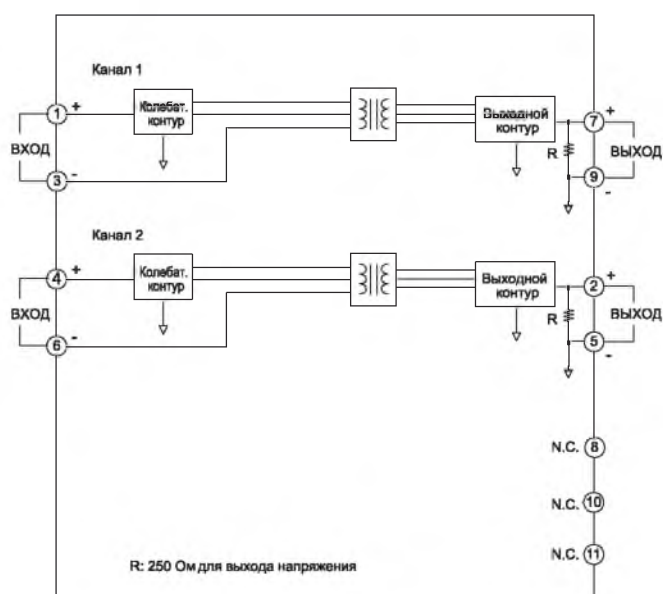 Канал 1
1 +
ВХОД
3 -
Колебат.
контур
Выходной
контур
R
7 +
ВЫХОД
9 -
Канал 2
4 +
ВХОД
6 -
Колебат.
контур
Выходной
контур
R
2 +
ВЫХОД
5 -
N.C. 8
N.C. 10
N.C. 11
R: 250 Ом для выхода напряжения